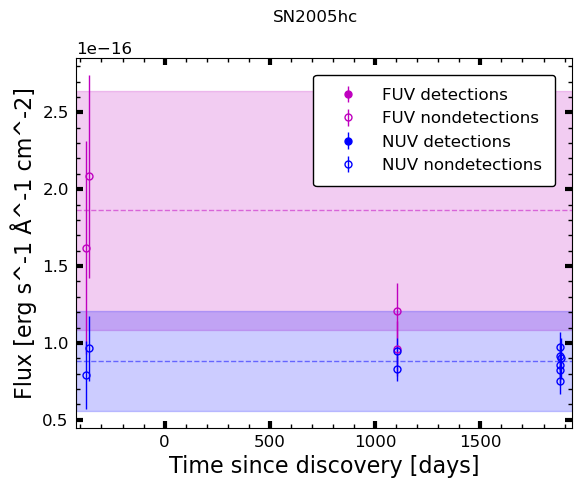 SN2005hc
1e−16
Flux [erg s^-1 Å^-1 cm^-2]
2.5
2.0
1.5
1.0
0.5
FUV detections
FUV nondetections
NUV detections
NUV nondetections
0 500 1000 1500
Time since discovery [days]